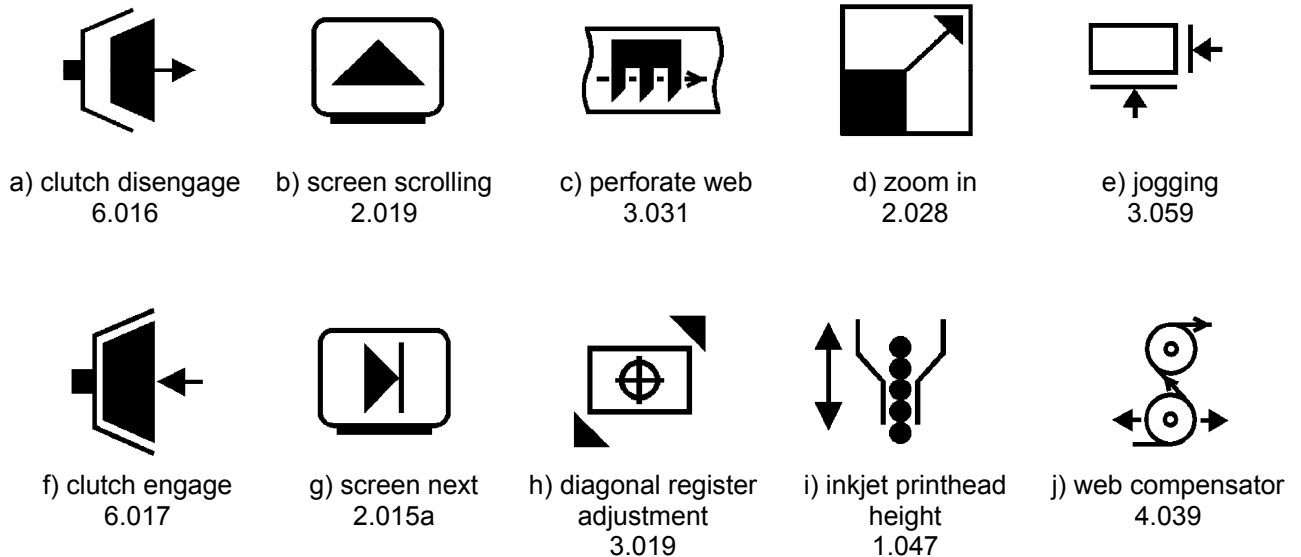 a) clutch disengage
6.016
b) screen scrolling
2.019
c) perforate web
3.031
d) zoom in
2.028
e) jogging
3.059
f) clutch engage
6.017
g) screen next
2.015a
h) diagonal register
adjustment
3.019
i) inkjet printhead
height
1.047
j) web compensator
4.039